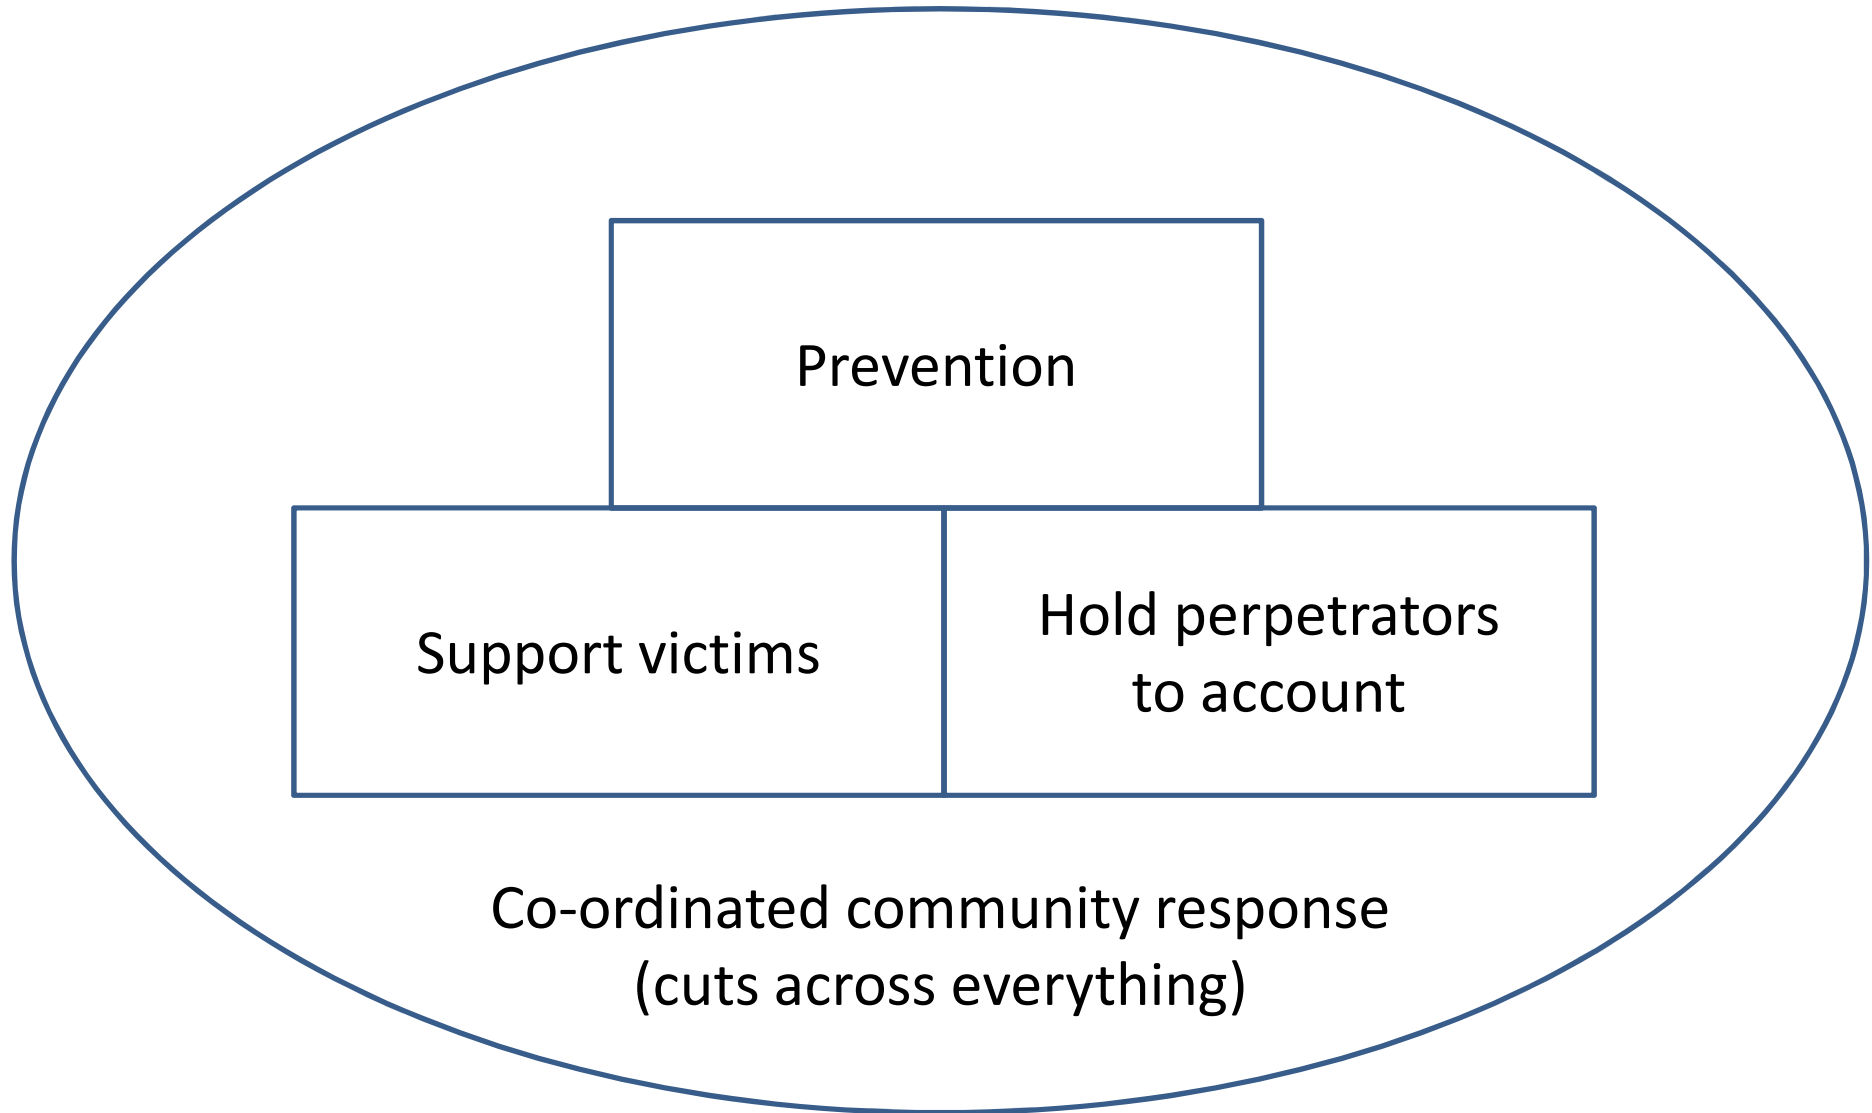 Prevention
Support victims
Hold perpetrators
to account
Co-ordinated community response
(cuts across everything)